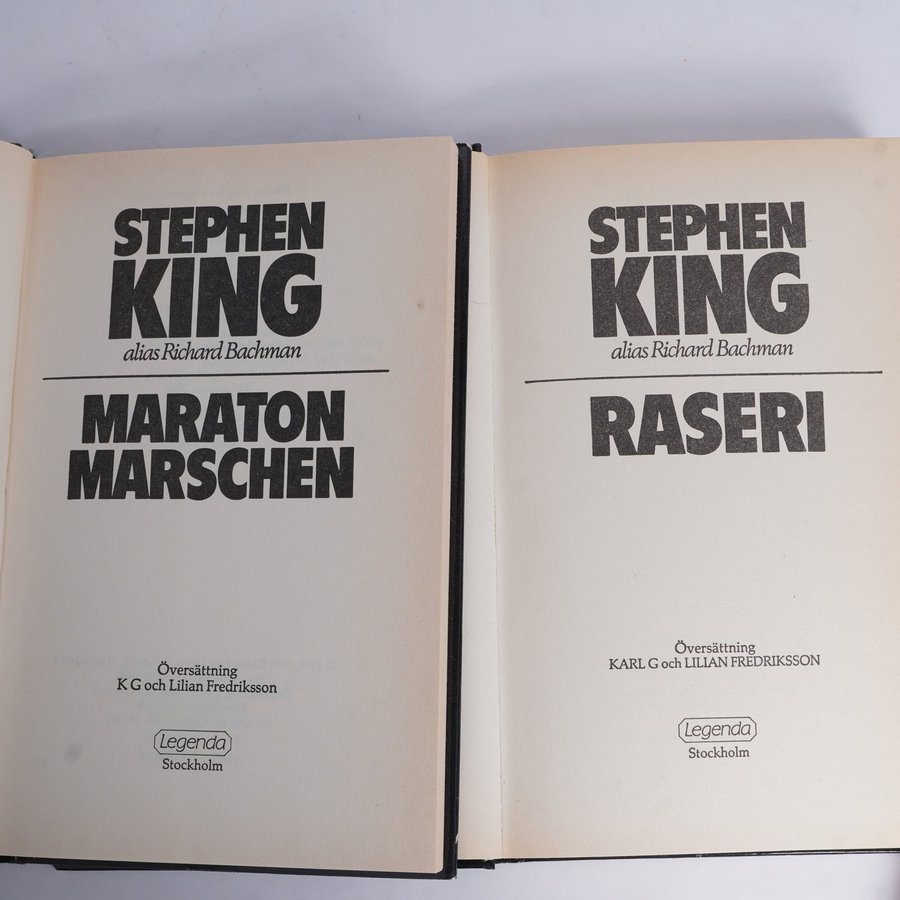 STEPHEN
KING
alias Richard Bachman
MARATON
MARSCHEN
Översättning
K G och Lilian Fredriksson
Legenda
Stockholm
STEPHEN
KING
alias Richard Bachman
RASERI
Översättning
KARL G och LILIAN FREDRIKSSON
Legenda
Stockholm